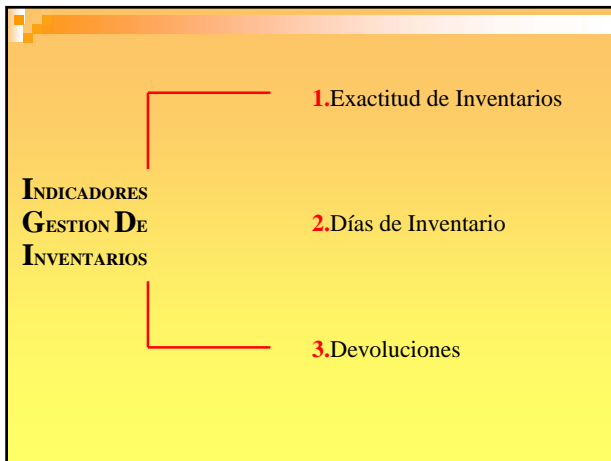 INDICADORES
GESTION DE
INVENTARIOS
1.Exactitud de Inventarios
2.Días de Inventario
3.Devoluciones